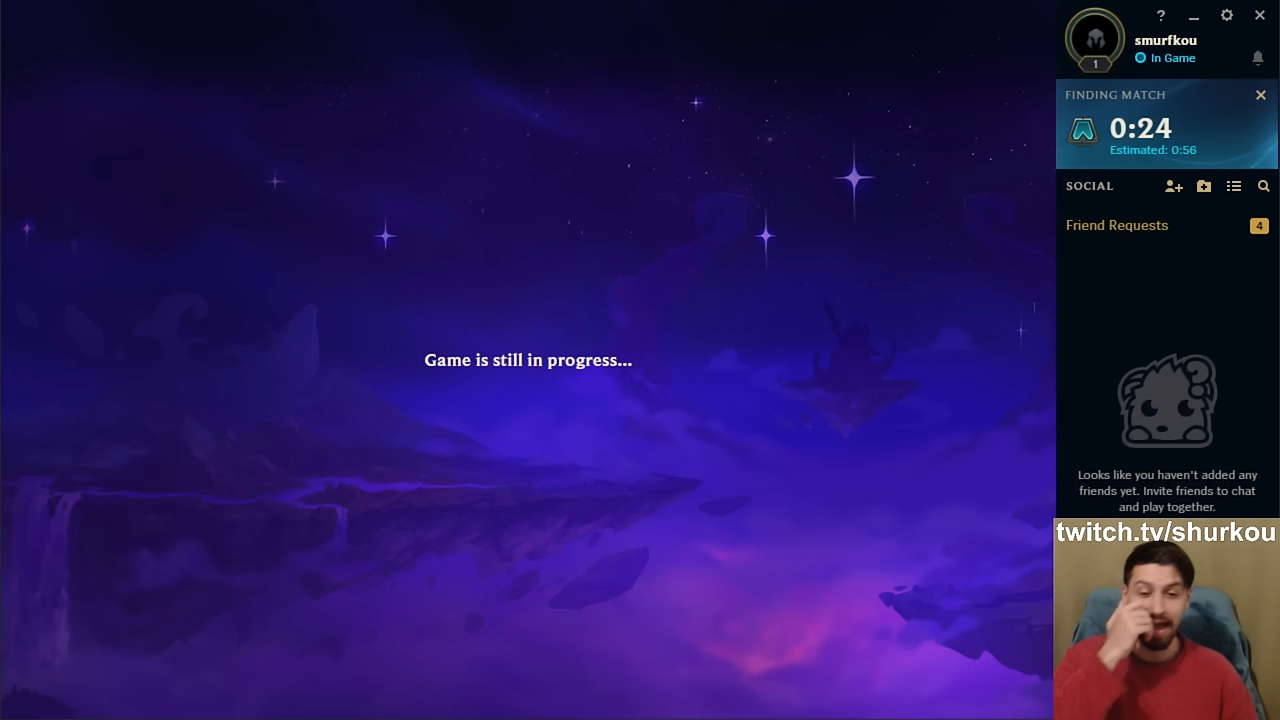 ?
smurfkou
In Game
1
FINDING MATCH
0:24
Estimated: 0:56
SOCIAL
Friend Requests
4
Game is still in progress...
Looks like you haven't added any
friends yet. Invite friends to chat
and play together.
twitch.tv/shurkou